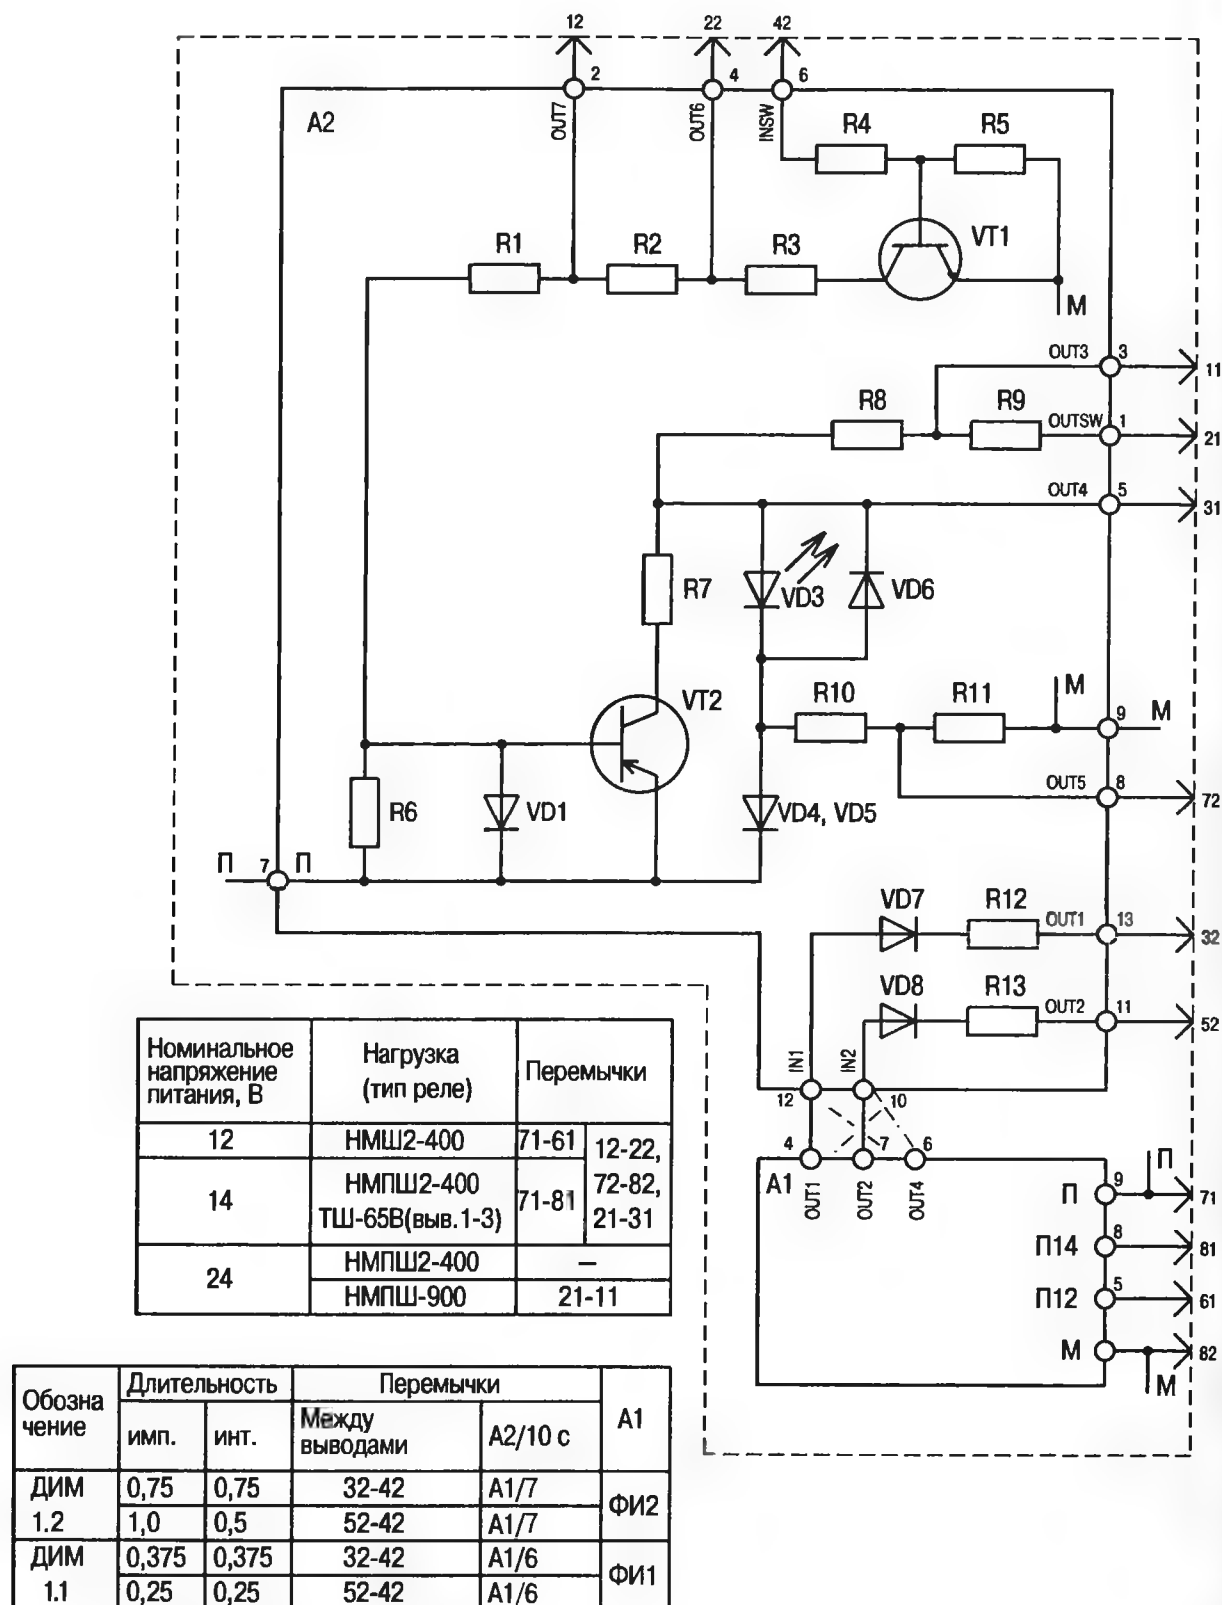 12 22 42
2 4 6
A2 OUT7 OUT6 INSW R4 R5
R1 R2 R3 VT1
M
OUT3 3 11
R8 R9 OUTSW 1 21
OUT4 5 31
R7 VD3 VD6
VT2 R10 R11 M 9 M
OUT5 8 72
R6 VD1 VD4, VD5
П 7 П
VD7 R12 OUT1 13 32
VD8 R13 OUT2 11 52
IN1 IN2
12 10
4 7 6
A1 OUT1 OUT2 OUT4
П 9 П 71
П14 8 81
П12 5 61
M 82
M
Номинальное напряжение питания, В
Нагрузка (тип реле)
Перемычки
12 НМШ2-400 71-61 12-22, 72-82, 21-31
14 НМПШ2-400 ТШ-65В(выв.1-3) 71-81
24 НМПШ2-400 –
НМПШ-900 21-11
Обозна чение
Длительность
Перемычки
A1
имп. инт. Между выводами A2/10 с
ДИМ 1.2 0,75 0,75 32-42 A1/7 ФИ2
1,0 0,5 52-42 A1/7
ДИМ 1.1 0,375 0,375 32-42 A1/6 ФИ1
0,25 0,25 52-42 A1/6